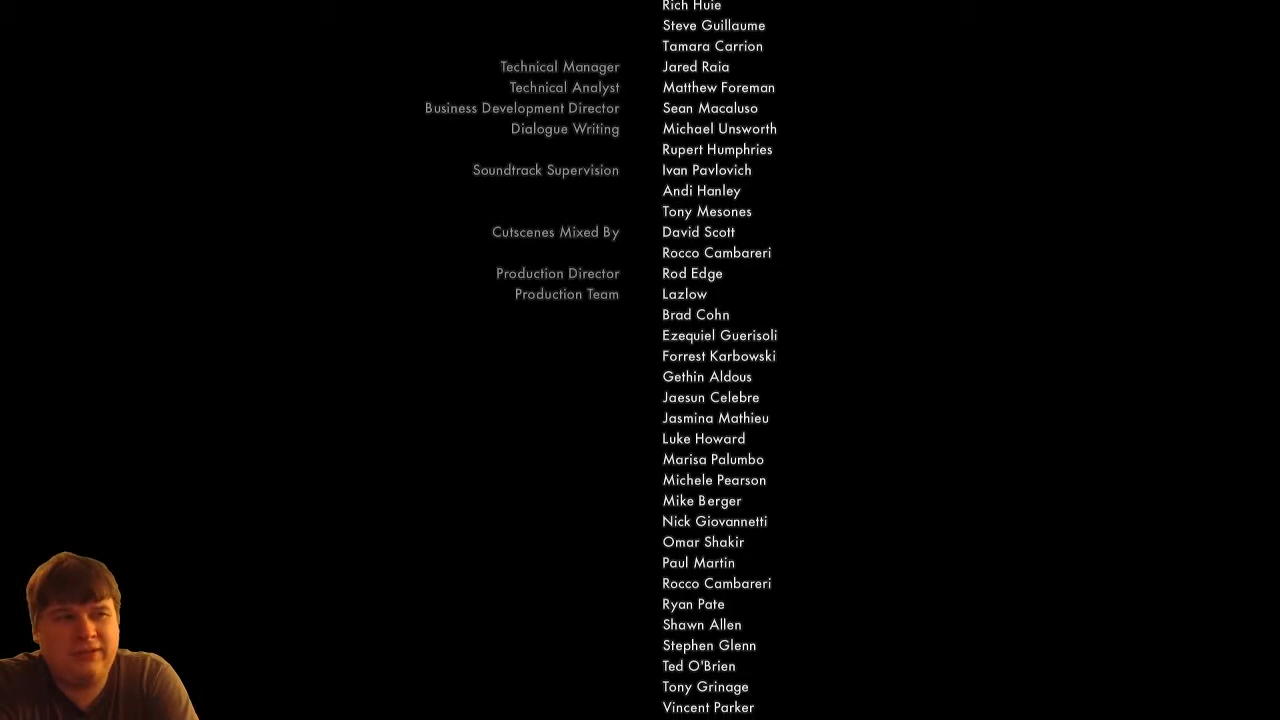 Rich Huie
Steve Guillaume
Tamara Carrion
Technical Manager Jared Raia
Technical Analyst Matthew Foreman
Business Development Director Sean Macaluso
Dialogue Writing Michael Unsworth
Rupert Humphries
Soundtrack Supervision Ivan Pavlovich
Andi Hanley
Tony Mesones
Cutscenes Mixed By David Scott
Rocco Cambareri
Production Director Rod Edge
Production Team Lazlow
Brad Cohn
Ezequiel Guerisoli
Forrest Karbowski
Gethin Aldous
Jaesun Celebre
Jasmina Mathieu
Luke Howard
Marisa Palumbo
Michele Pearson
Mike Berger
Nick Giovannetti
Omar Shakir
Paul Martin
Rocco Cambareri
Ryan Pate
Shawn Allen
Stephen Glenn
Ted O'Brien
Tony Grinage
Vincent Parker